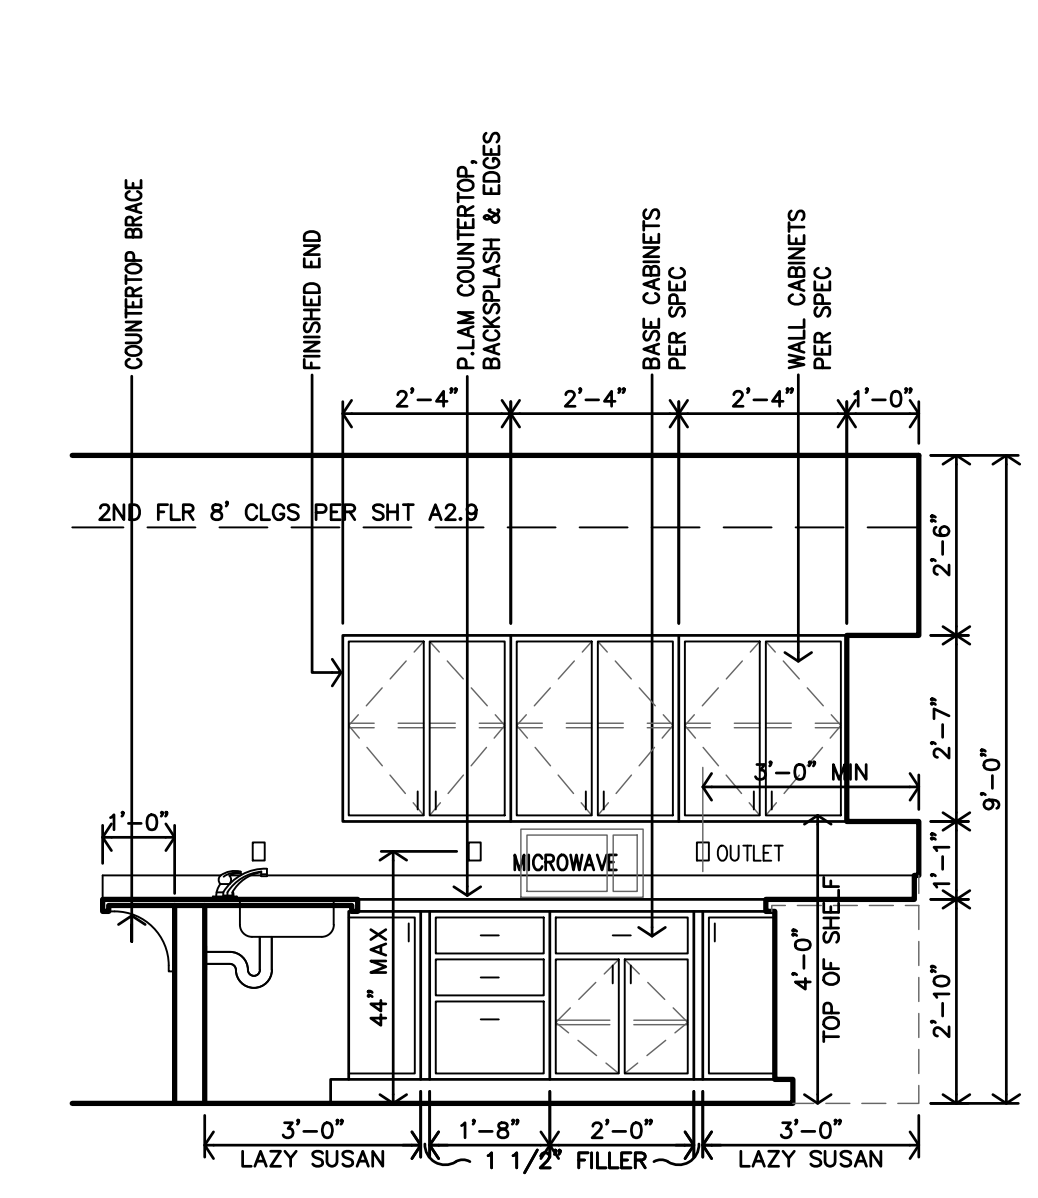 COUNTERTOP BRACE
FINISHED END
P.LAM COUNTERTOP,
BACKSPLASH & EDGES
BASE CABINETS
PER SPEC
WALL CABINETS
PER SPEC
2'-4"
2'-4"
2'-4"
1'-0"
2ND FLR 8' CLGS PER SHT A2.9
2'-6"
2'-7"
9'-0"
3'-0" MIN
1'-0"
MICROWAVE
OUTLET
1'-1"
44" MAX
4'-0"
TOP OF SHELF
2'-10"
3'-0"
LAZY SUSAN
1'-8"
2'-0"
1 1/2" FILLER
3'-0"
LAZY SUSAN